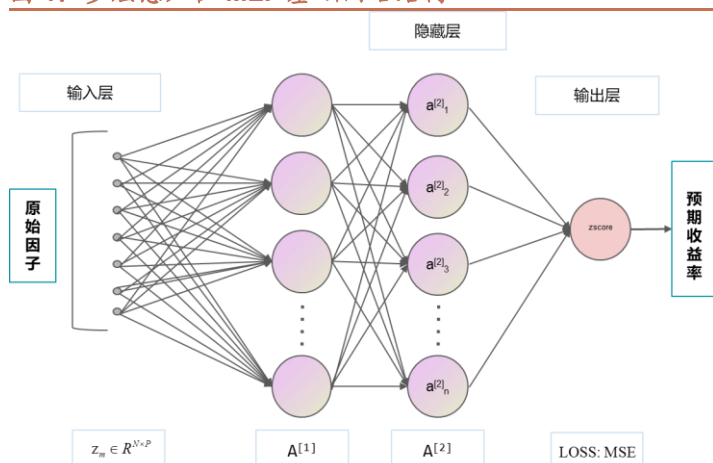 隐藏层
输入层
输出层
原始因子
a[2]1
a[2]2
a[2]3
a[2]n
zscore
预期收益率
z_m ∈ R^{N×P}
A[1]
A[2]
LOSS: MSE